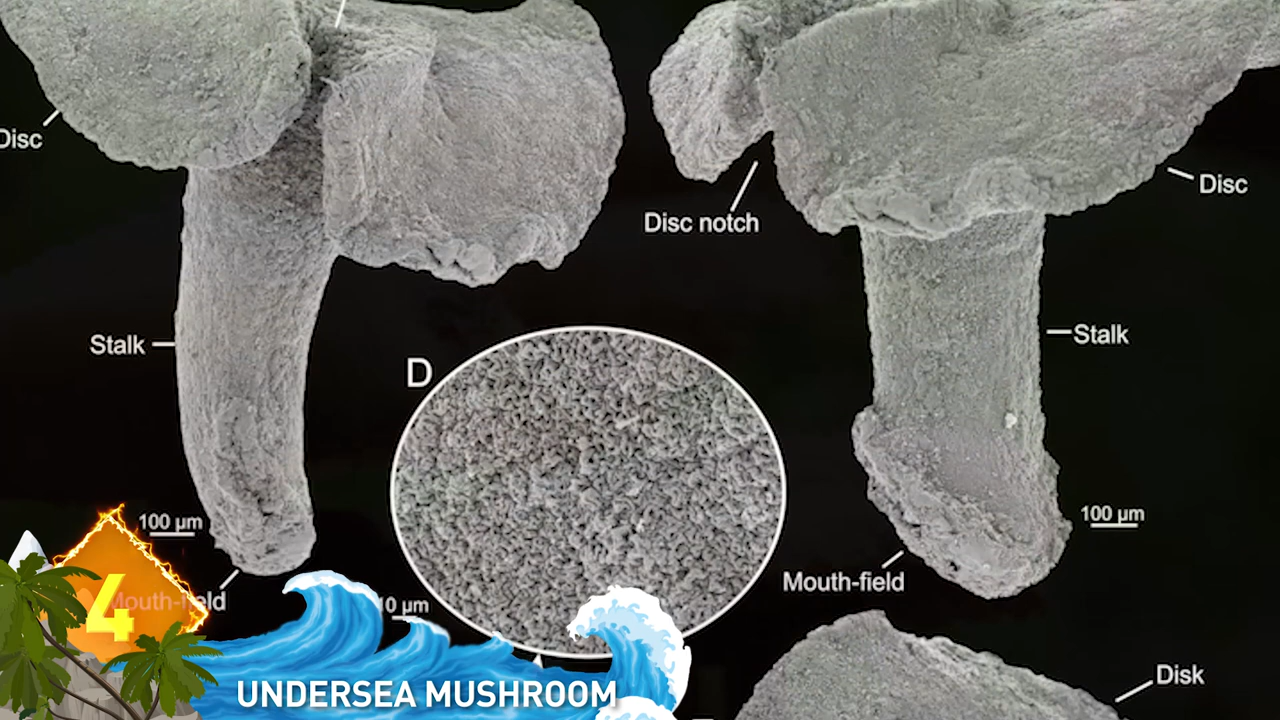 Disc
Disc
Disc notch
Stalk
Stalk
D
100 µm
100 µm
Mouth-field
Mouth-field
10 µm
4
UNDERSEA MUSHROOM
Disk